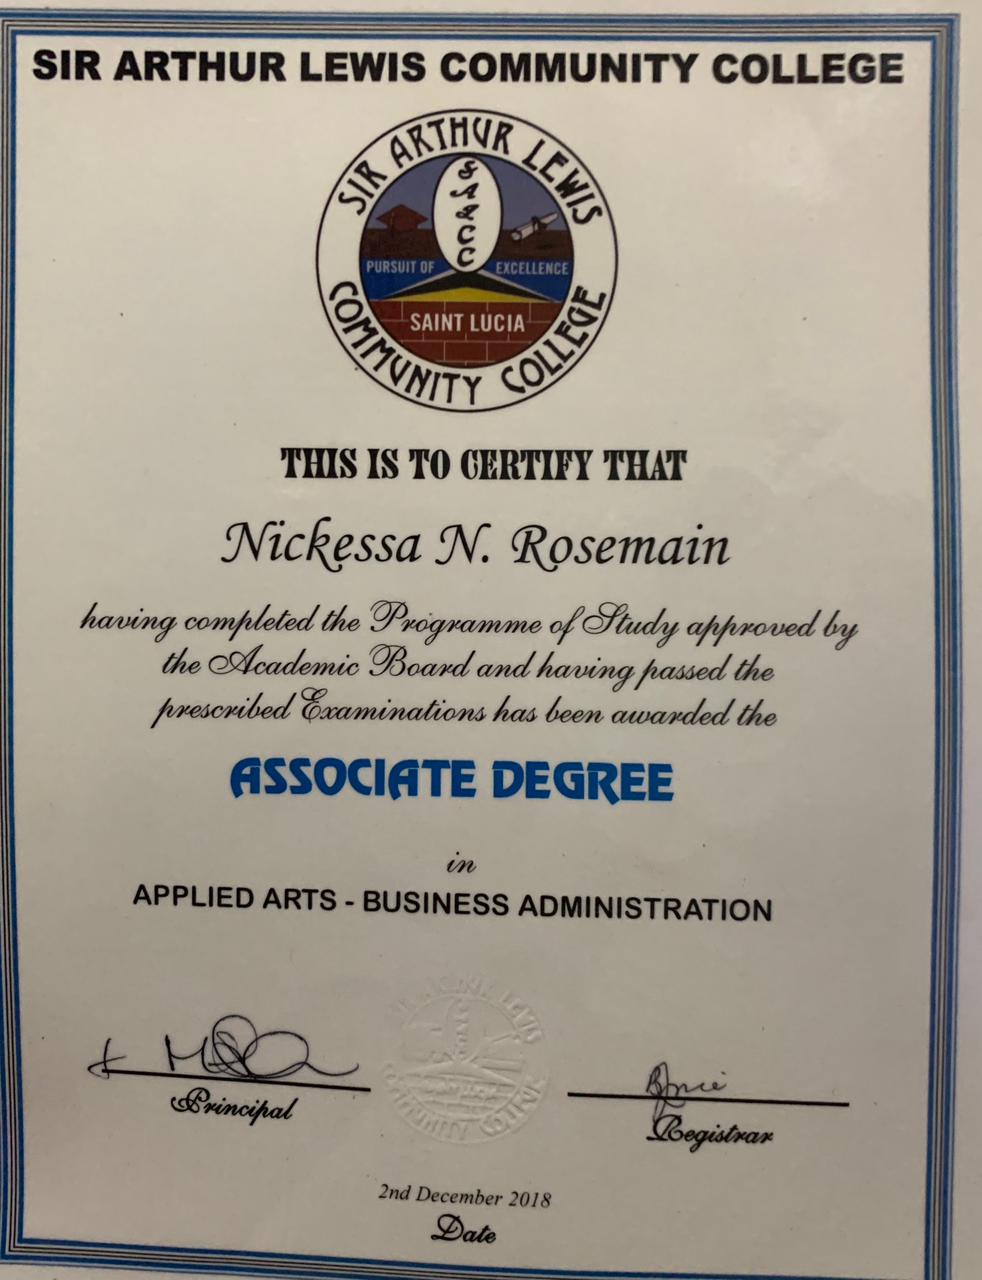 SIR ARTHUR LEWIS COMMUNITY COLLEGE
SIR ARTHUR LEWIS
SALCC
PURSUIT OF EXCELLENCE
SAINT LUCIA
COMMUNITY COLLEGE
THIS IS TO CERTIFY THAT
Nickessa N. Rosemain
having completed the Programme of Study approved by
the Academic Board and having passed the
prescribed Examinations has been awarded the
ASSOCIATE DEGREE
in
APPLIED ARTS - BUSINESS ADMINISTRATION
Principal
Registrar
2nd December 2018
Date